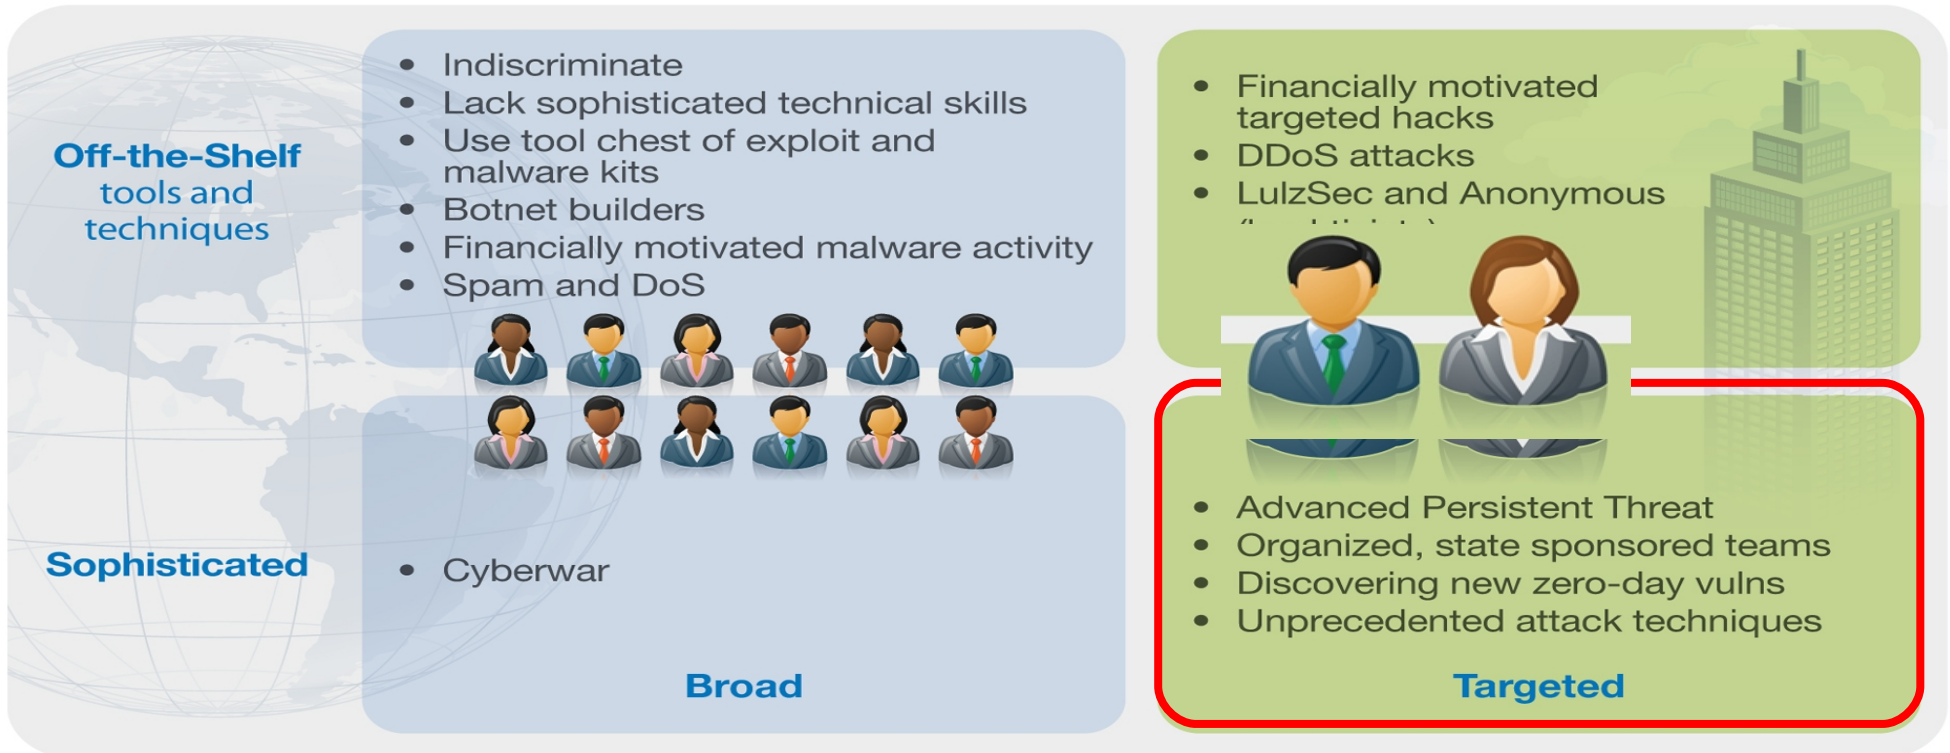 Off-the-Shelf
tools and
techniques
• Indiscriminate
• Lack sophisticated technical skills
• Use tool chest of exploit and
malware kits
• Botnet builders
• Financially motivated malware activity
• Spam and DoS
• Financially motivated
targeted hacks
• DDoS attacks
• LulzSec and Anonymous
Sophisticated
• Cyberwar
Broad
• Advanced Persistent Threat
• Organized, state sponsored teams
• Discovering new zero-day vulns
• Unprecedented attack techniques
Targeted